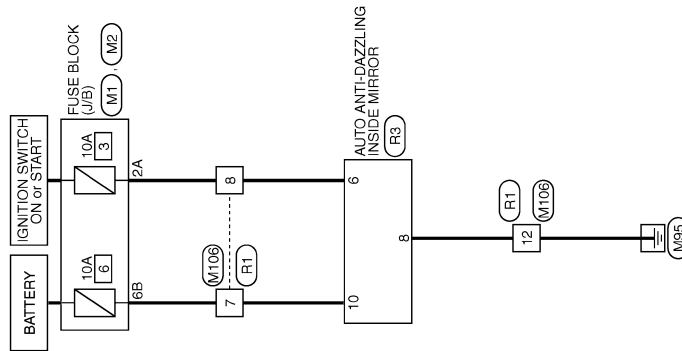 IGNITION SWITCH
ON or START
BATTERY
FUSE BLOCK
(J/B)
M1 , M2
10A
3
10A
6
2A
6B
8
7
M106
R1
AUTO ANTI-DAZZLING
INSIDE MIRROR
R3
6
10
8
R1
12
M106
M95